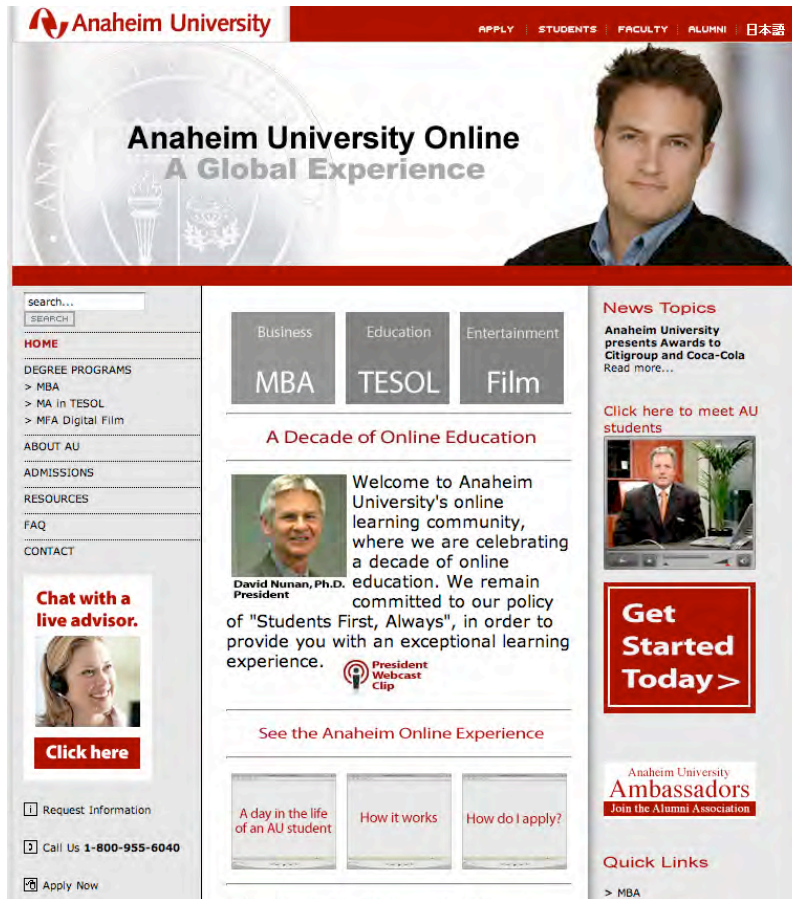 Anaheim University
APPLY
STUDENTS
FACULTY
ALUMNI
日本語
Anaheim University Online
A Global Experience
search...
SEARCH
HOME
DEGREE PROGRAMS
> MBA
> MA in TESOL
> MFA Digital Film
ABOUT AU
ADMISSIONS
RESOURCES
FAQ
CONTACT
Chat with a
live advisor.
Click here
Request Information
Call Us 1-800-955-6040
Apply Now
Business
MBA
Education
TESOL
Entertainment
Film
A Decade of Online Education
Welcome to Anaheim
University's online
learning community,
where we are celebrating
a decade of online
education. We remain
committed to our policy
of "Students First, Always", in order to
provide you with an exceptional learning
experience.
David Nunan, Ph.D.
President
President
Webcast
Clip
See the Anaheim Online Experience
A day in the life
of an AU student
How it works
How do I apply?
News Topics
Anaheim University
presents Awards to
Citigroup and Coca-Cola
Read more...
Click here to meet AU
students
Get
Started
Today >
Anaheim University
Ambassadors
Join the Alumni Association
Quick Links
> MBA